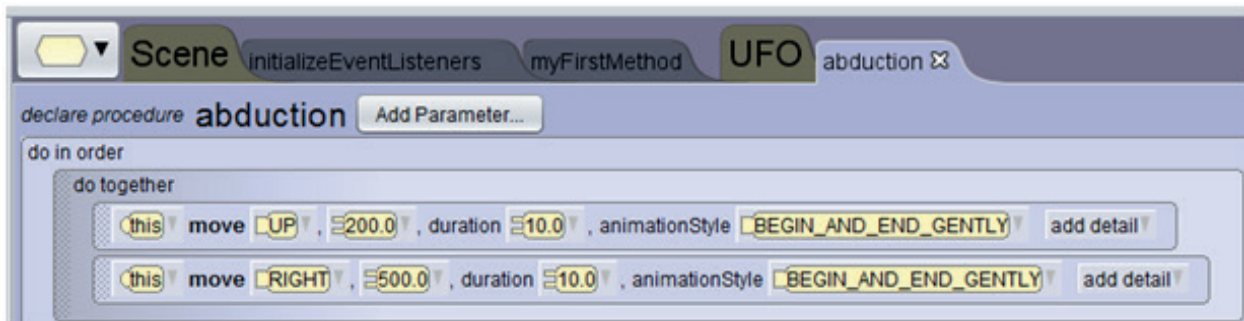 Scene initializeEventListeners myFirstMethod UFO abduction
declare procedure abduction Add Parameter...
do in order
do together
this move UP , 200.0 , duration 10.0 , animationStyle BEGIN_AND_END_GENTLY add detail
this move RIGHT , 500.0 , duration 10.0 , animationStyle BEGIN_AND_END_GENTLY add detail